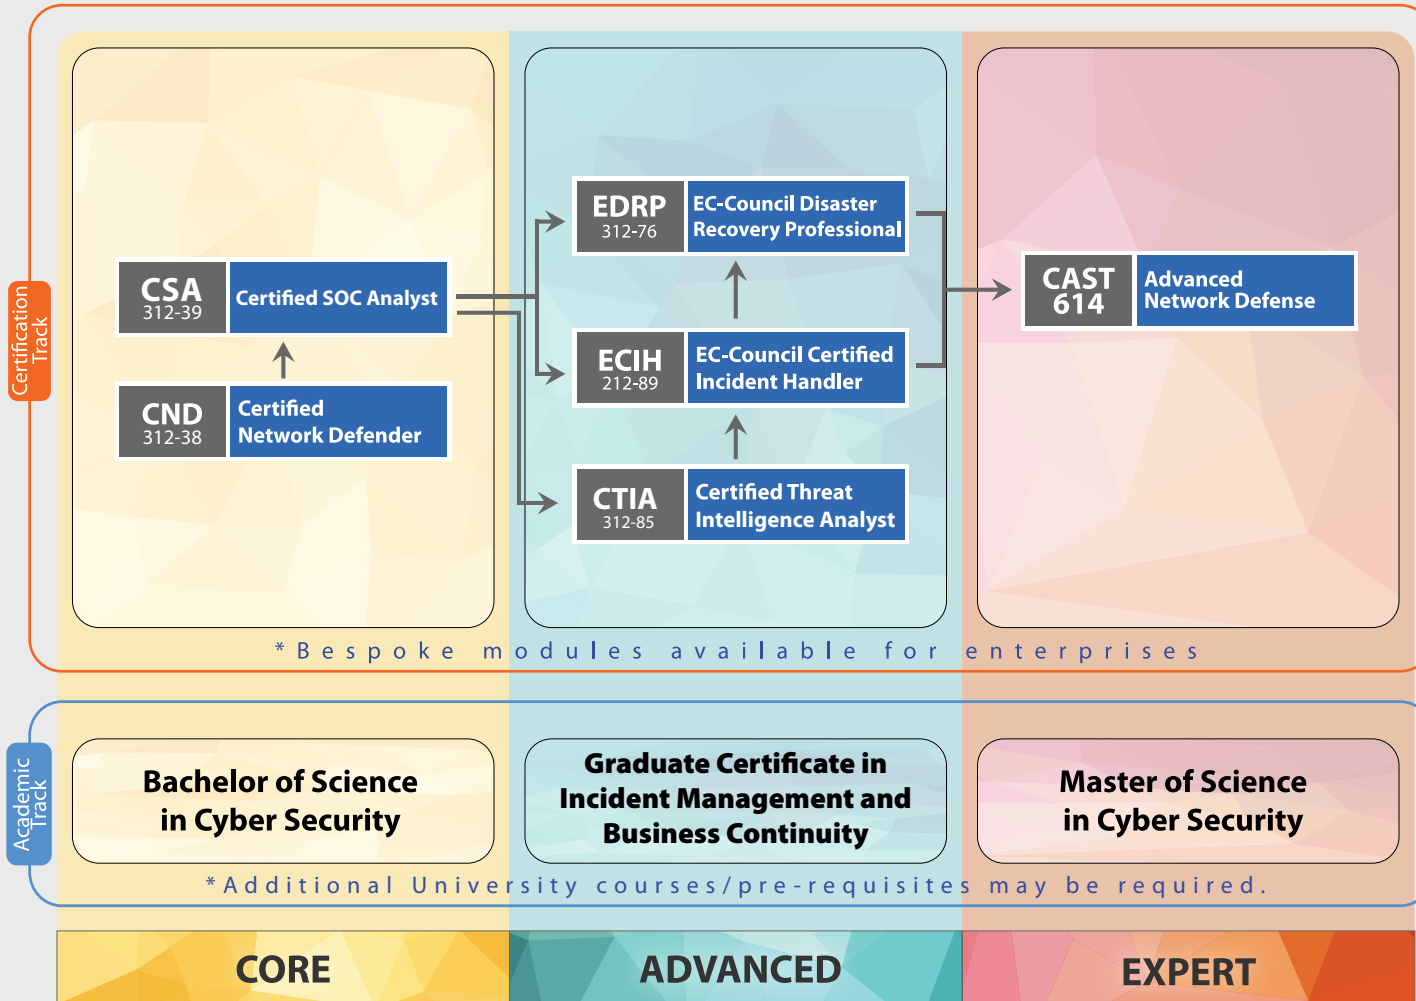 Certification
Track
CSA
312-39
Certified SOC Analyst
CND
312-38
Certified
Network Defender
EDRP
312-76
EC-Council Disaster
Recovery Professional
ECIH
212-89
EC-Council Certified
Incident Handler
CTIA
312-85
Certified Threat
Intelligence Analyst
CAST
614
Advanced
Network Defense
*Bespoke modules available for enterprises
Academic
Track
Bachelor of Science
in Cyber Security
Graduate Certificate in
Incident Management and
Business Continuity
Master of Science
in Cyber Security
*Additional University courses/pre-requisites may be required.
CORE
ADVANCED
EXPERT